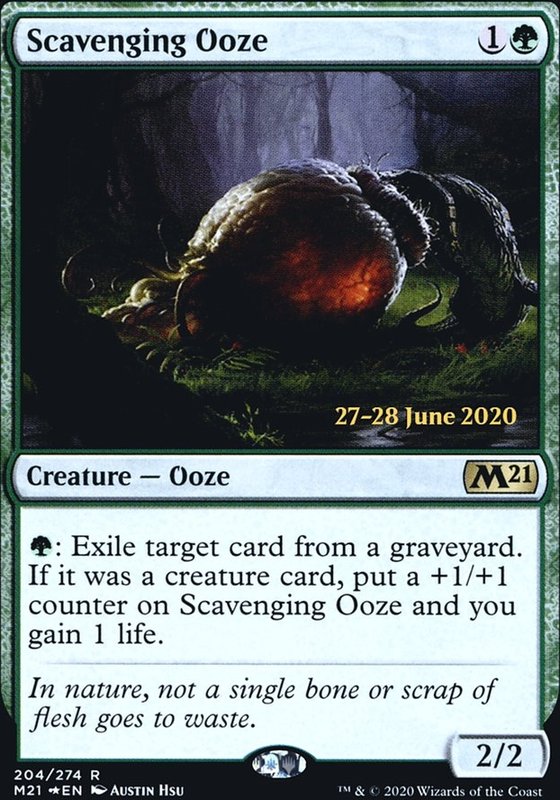 Scavenging Ooze 1
27–28 June 2020
Creature — Ooze M21
: Exile target card from a graveyard.
If it was a creature card, put a +1/+1
counter on Scavenging Ooze and you
gain 1 life.
In nature, not a single bone or scrap of
flesh goes to waste.
2/2
204/274 R
M21 ★ EN Austin Hsu
™ & © 2020 Wizards of the Coast